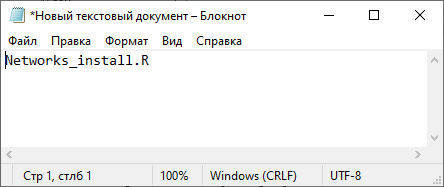 *Новый текстовый документ – Блокнот
Файл Правка Формат Вид Справка
Networks_install.R
Стр 1, стлб 1 100% Windows (CRLF) UTF-8